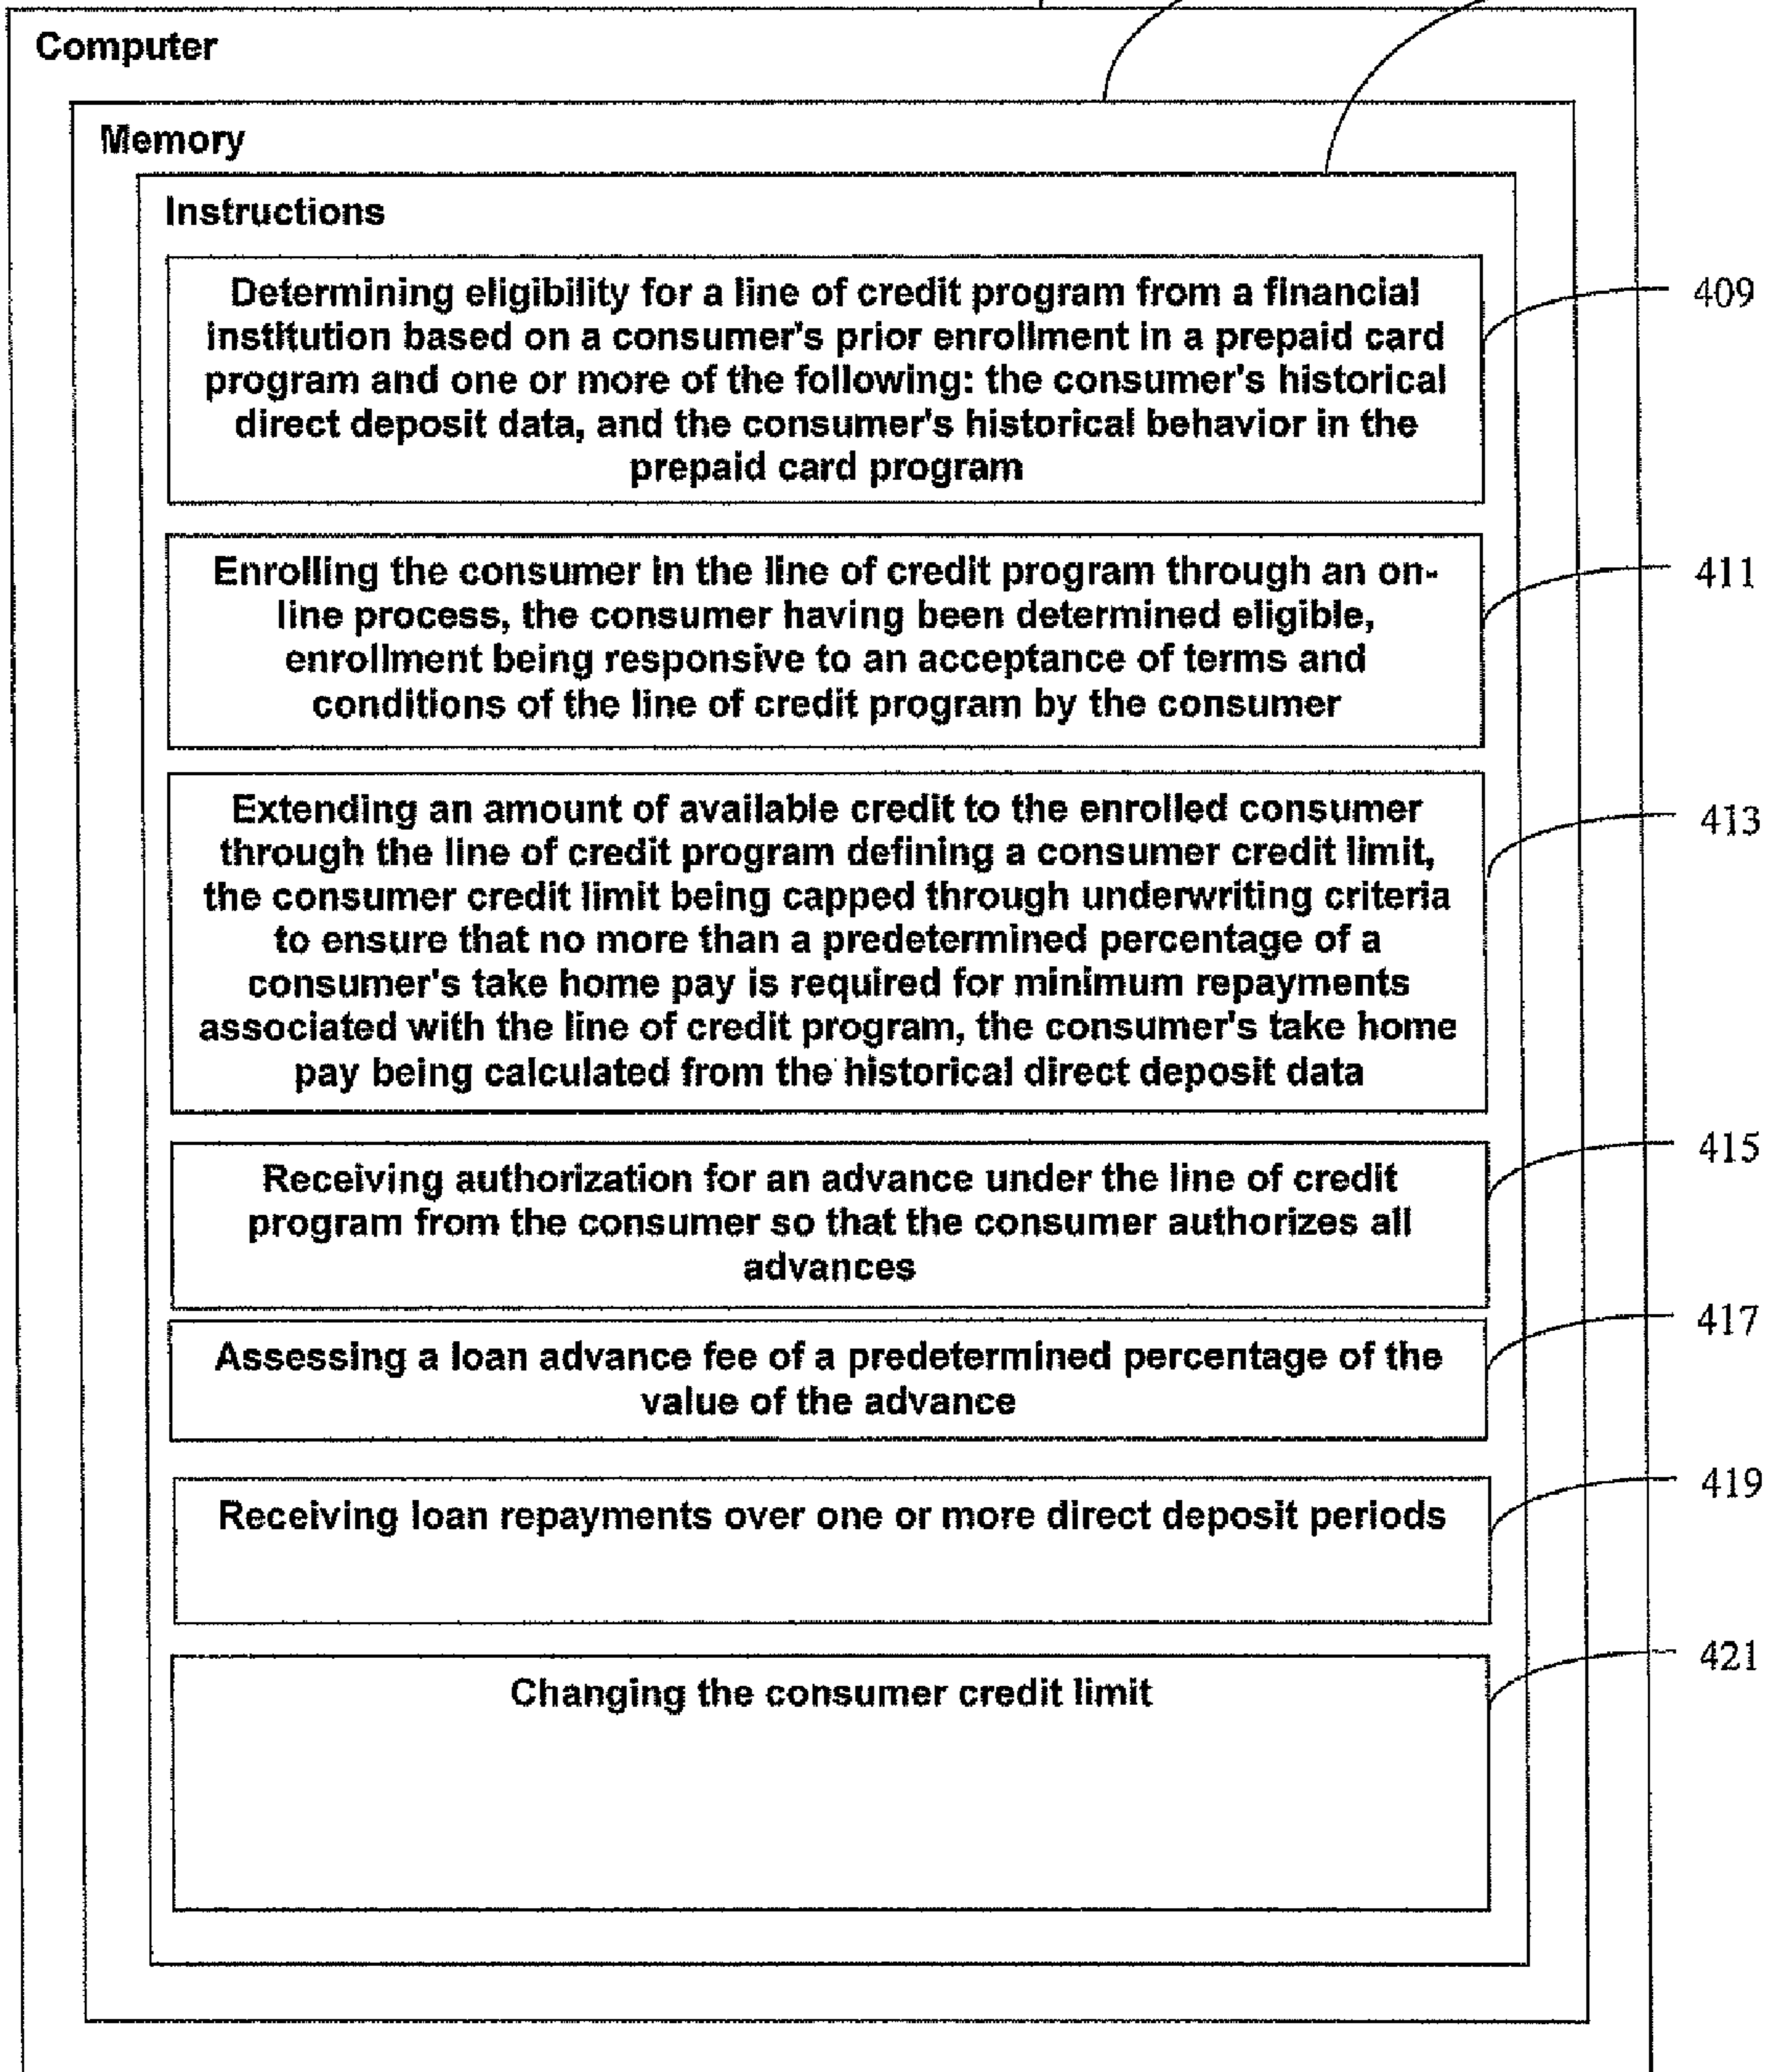 Computer
Memory
Instructions
Determining eligibility for a line of credit program from a financial
institution based on a consumer's prior enrollment in a prepaid card
program and one or more of the following: the consumer's historical
direct deposit data, and the consumer's historical behavior in the
prepaid card program
409
Enrolling the consumer in the line of credit program through an on-
line process, the consumer having been determined eligible,
enrollment being responsive to an acceptance of terms and
conditions of the line of credit program by the consumer
411
Extending an amount of available credit to the enrolled consumer
through the line of credit program defining a consumer credit limit,
the consumer credit limit being capped through underwriting criteria
to ensure that no more than a predetermined percentage of a
consumer's take home pay is required for minimum repayments
associated with the line of credit program, the consumer's take home
pay being calculated from the historical direct deposit data
413
Receiving authorization for an advance under the line of credit
program from the consumer so that the consumer authorizes all
advances
415
Assessing a loan advance fee of a predetermined percentage of the
value of the advance
417
Receiving loan repayments over one or more direct deposit periods
419
Changing the consumer credit limit
421